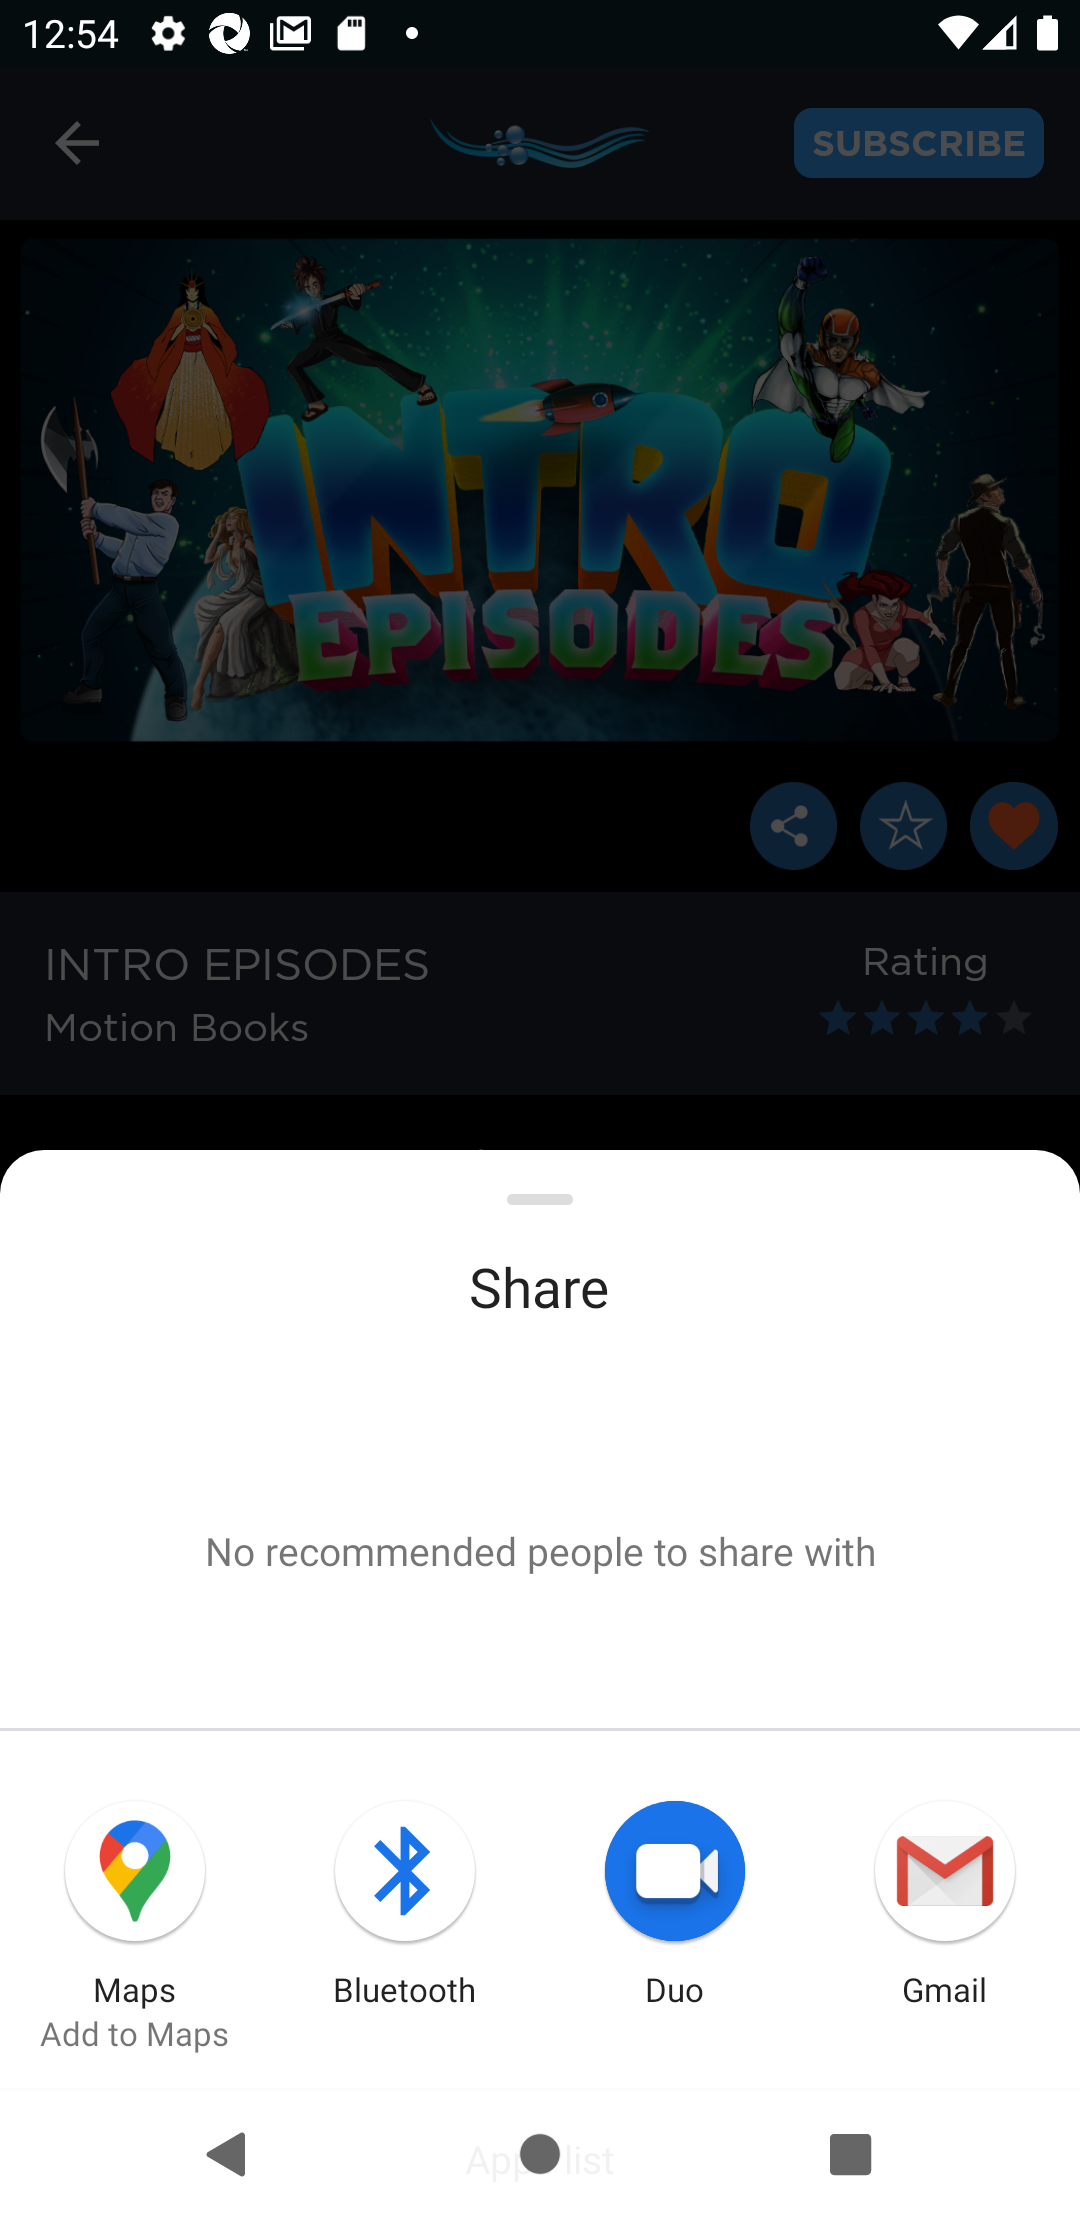 12:54
SUBSCRIBE
INTRO
EPISODES
INTRO EPISODES
Rating
Motion Books
Share
No recommended people to share with
Maps
Bluetooth
Duo
Gmail
Add to Maps
list